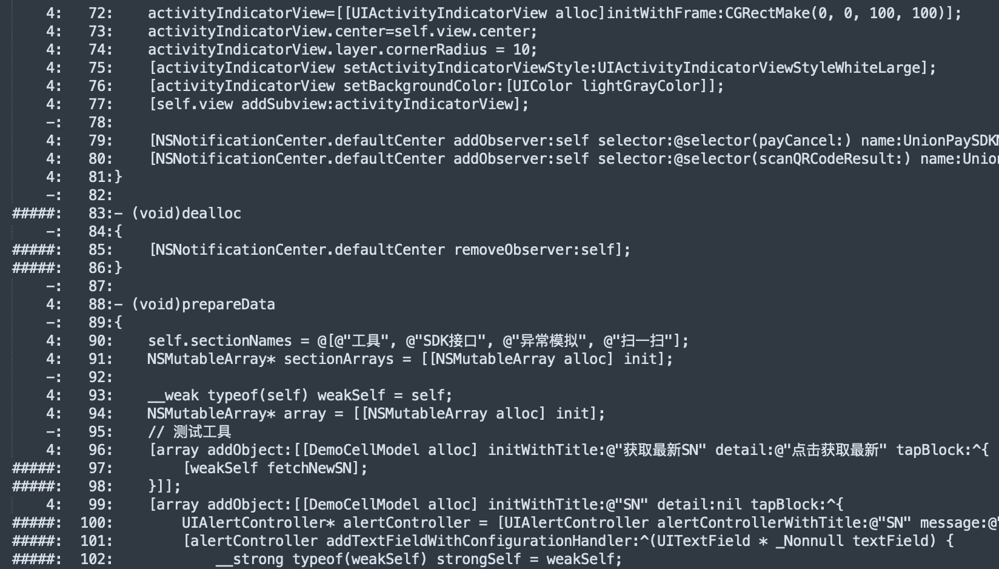 4:   72:    activityIndicatorView=[[UIActivityIndicatorView alloc]initWithFrame:CGRectMake(0, 0, 100, 100)];
4:   73:    activityIndicatorView.center=self.view.center;
4:   74:    activityIndicatorView.layer.cornerRadius = 10;
4:   75:    [activityIndicatorView setActivityIndicatorViewStyle:UIActivityIndicatorViewStyleWhiteLarge];
4:   76:    [activityIndicatorView setBackgroundColor:[UIColor lightGrayColor]];
4:   77:    [self.view addSubview:activityIndicatorView];
-:   78:
4:   79:    [NSNotificationCenter.defaultCenter addObserver:self selector:@selector(payCancel:) name:UnionPaySDK
4:   80:    [NSNotificationCenter.defaultCenter addObserver:self selector:@selector(scanQRCodeResult:) name:Union
4:   81:}
-:   82:
#####:   83:- (void)dealloc
-:   84:{
#####:   85:    [NSNotificationCenter.defaultCenter removeObserver:self];
#####:   86:}
-:   87:
4:   88:- (void)prepareData
-:   89:{
4:   90:    self.sectionNames = @[@"工具", @"SDK接口", @"异常模拟", @"扫一扫"];
4:   91:    NSMutableArray* sectionArrays = [[NSMutableArray alloc] init];
-:   92:
4:   93:    __weak typeof(self) weakSelf = self;
4:   94:    NSMutableArray* array = [[NSMutableArray alloc] init];
-:   95:    // 测试工具
4:   96:    [array addObject:[[DemoCellModel alloc] initWithTitle:@"获取最新SN" detail:@"点击获取最新" tapBlock:^{
#####:   97:        [weakSelf fetchNewSN];
#####:   98:    }]];
4:   99:    [array addObject:[[DemoCellModel alloc] initWithTitle:@"SN" detail:nil tapBlock:^{
#####:  100:        UIAlertController* alertController = [UIAlertController alertControllerWithTitle:@"SN" message:@"
#####:  101:        [alertController addTextFieldWithConfigurationHandler:^(UITextField * _Nonnull textField) {
#####:  102:            __strong typeof(weakSelf) strongSelf = weakSelf;